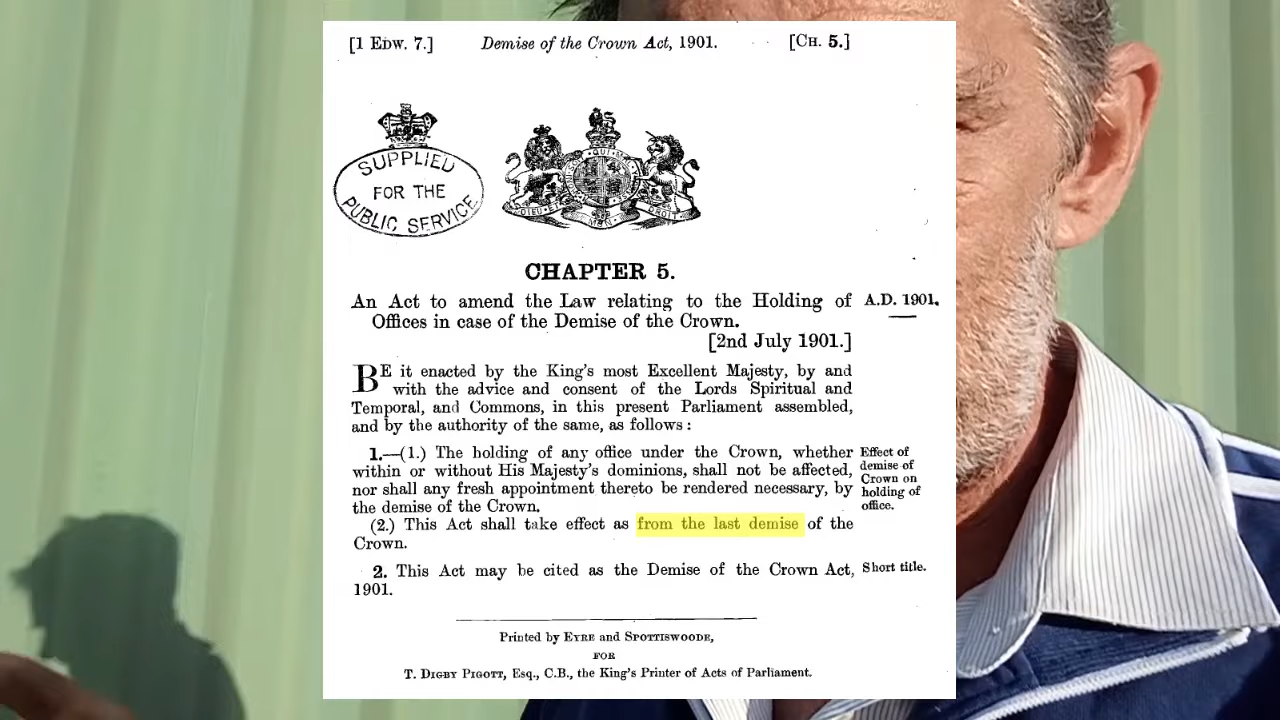 [1 EDW. 7.] Demise of the Crown Act, 1901. [CH. 5.]
SUPPLIED
FOR THE
PUBLIC SERVICE
CHAPTER 5.
An Act to amend the Law relating to the Holding of A.D. 1901.
Offices in case of the Demise of the Crown.
[2nd July 1901.]
BE it enacted by the King's most Excellent Majesty, by and
with the advice and consent of the Lords Spiritual and
Temporal, and Commons, in this present Parliament assembled,
and by the authority of the same, as follows:
1.—(1.) The holding of any office under the Crown, whether
within or without His Majesty's dominions, shall not be affected,
nor shall any fresh appointment thereto be rendered necessary, by
the demise of the Crown.
Effect of
demise of
Crown on
holding of
office.
(2.) This Act shall take effect as from the last demise of the
Crown.
2. This Act may be cited as the Demise of the Crown Act, Short title.
1901.
Printed by EYRE and SPOTTISWOODE,
FOR
T. DIGBY PIGOTT, Esq., C.B., the King's Printer of Acts of Parliament.